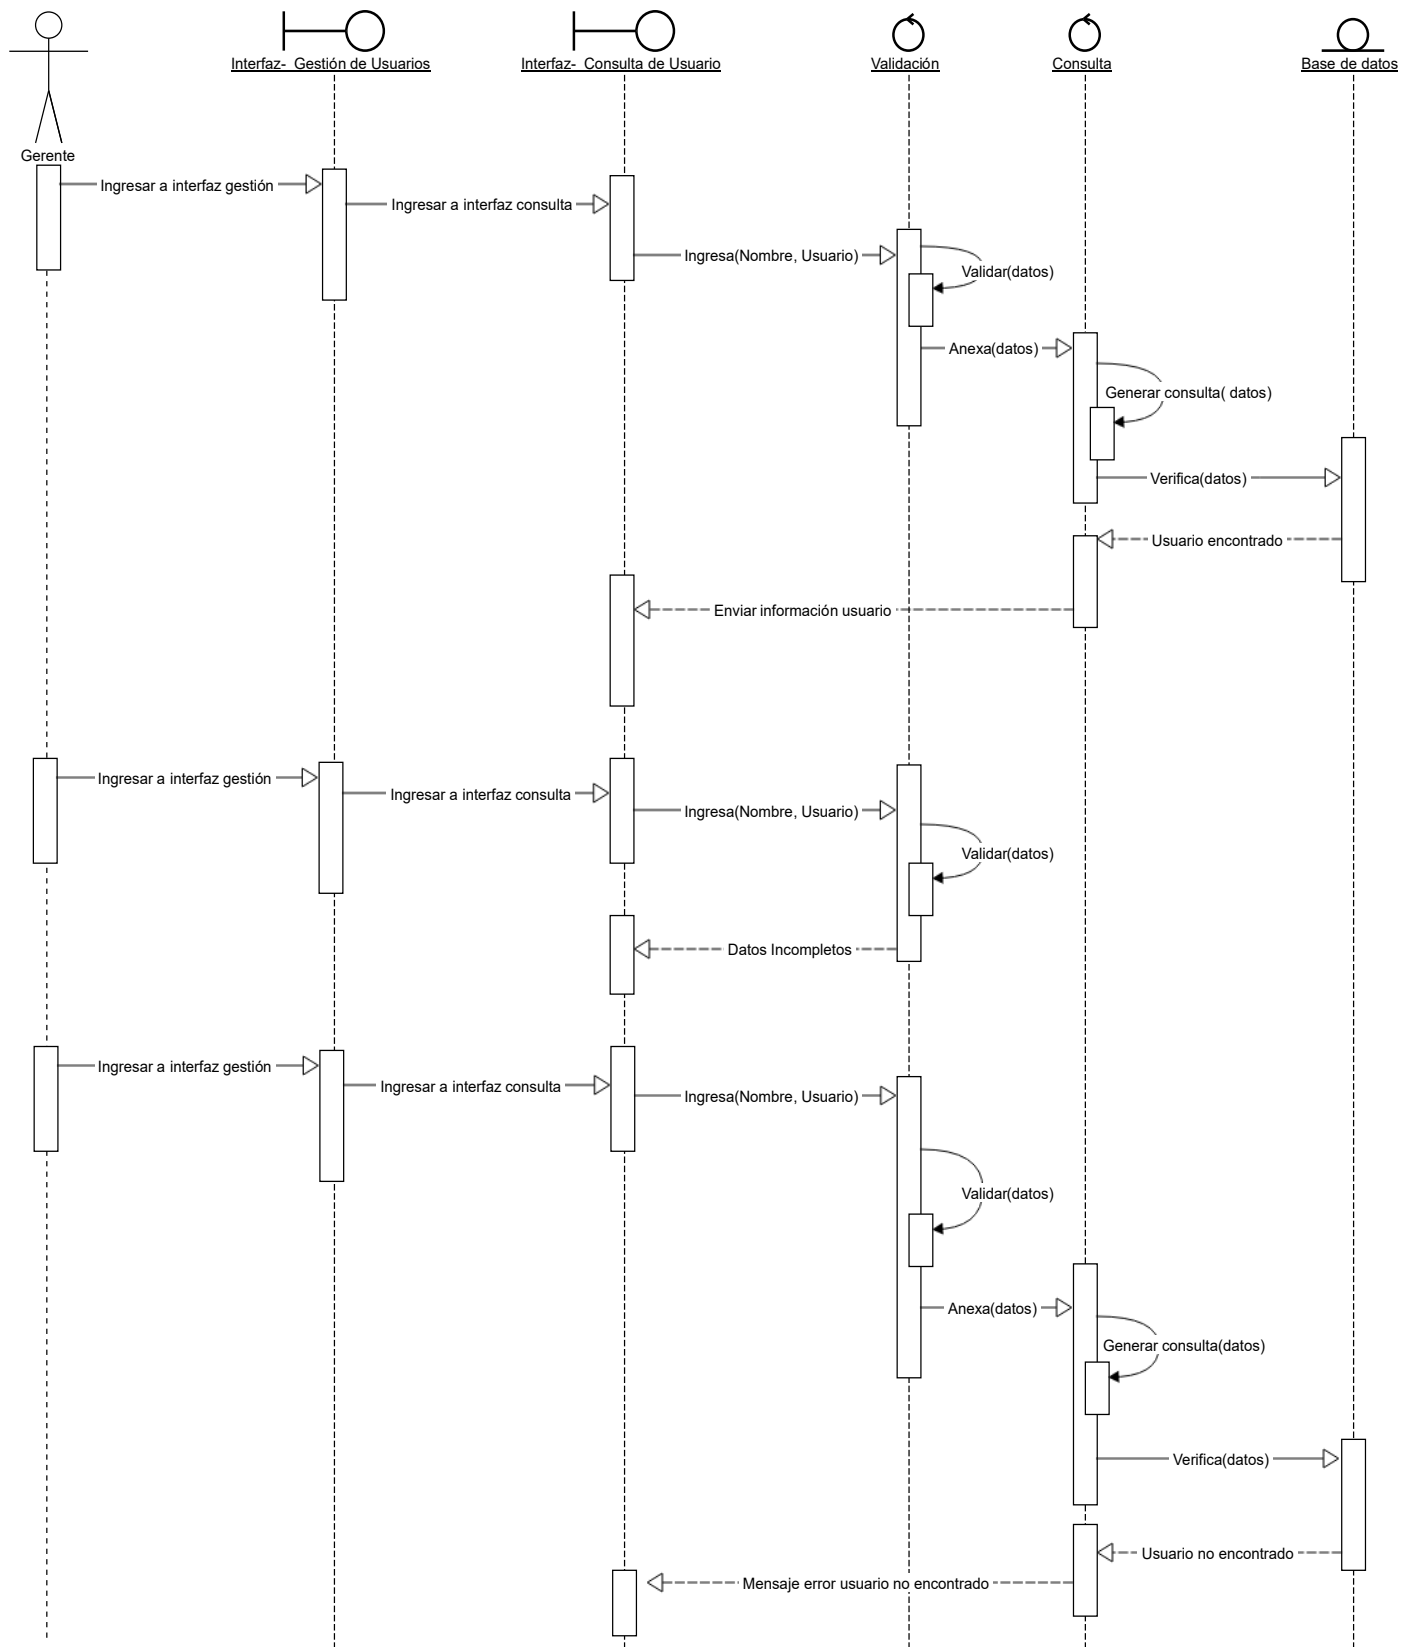 Interfaz- Gestión de Usuarios
Interfaz- Consulta de Usuario
Validación
Consulta
Base de datos
Gerente
Ingresar a interfaz gestión
Ingresar a interfaz consulta
Ingresa(Nombre, Usuario)
Validar(datos)
Anexa(datos)
Generar consulta( datos)
Verifica(datos)
Usuario encontrado
Enviar información usuario
Ingresar a interfaz gestión
Ingresar a interfaz consulta
Ingresa(Nombre, Usuario)
Validar(datos)
Datos Incompletos
Ingresar a interfaz gestión
Ingresar a interfaz consulta
Ingresa(Nombre, Usuario)
Validar(datos)
Anexa(datos)
Generar consulta(datos)
Verifica(datos)
Usuario no encontrado
Mensaje error usuario no encontrado